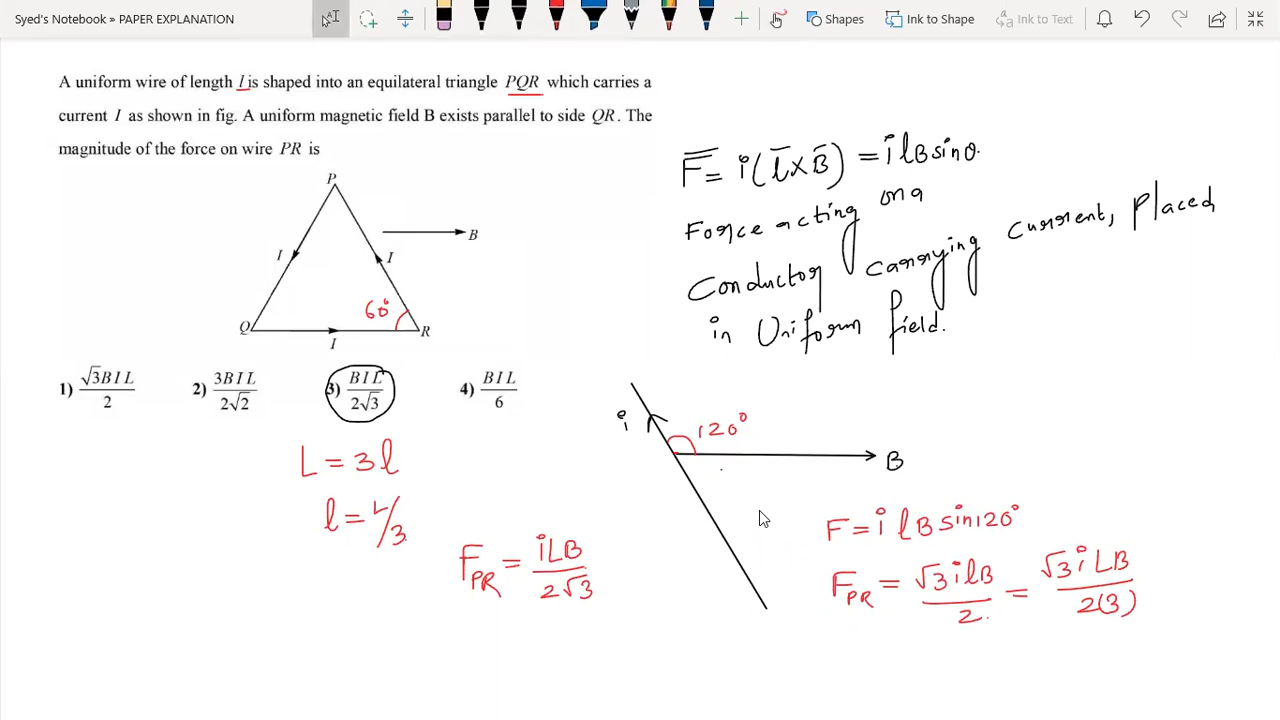 Syed's Notebook » PAPER EXPLANATION
Shapes
Ink to Shape
Ink to Text
A uniform wire of length l is shaped into an equilateral triangle PQR which carries a
current I as shown in fig. A uniform magnetic field B exists parallel to side QR. The
magnitude of the force on wire PR is
P
B
I
I
60°
Q
R
I
1) √3BIL/2 2) 3BIL/2√2 3) BIL/2√3 4) BIL/6
L = 3l
l = L/3
F_PR = iLB/2√3
F̅ = i(l̅ × B̅) = ilB sinθ.
Force acting on a
Conductor carrying current, placed
in Uniform field.
i
120°
B
F = ilB sin120°
F_PR = √3ilB/2 = √3iLB/2(3)